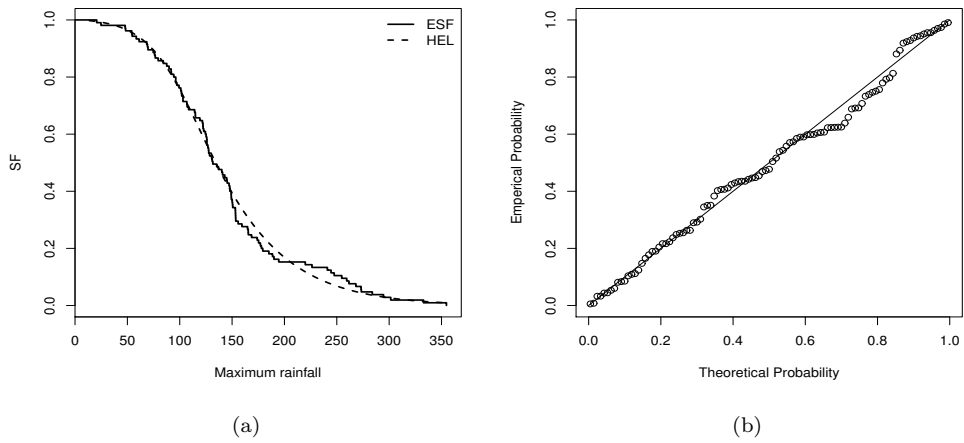 ESF
HEL
SF
0.0 0.2 0.4 0.6 0.8 1.0
0 50 100 150 200 250 300 350
Maximum rainfall
(a)
Emperical Probability
0.0 0.2 0.4 0.6 0.8 1.0
0.0 0.2 0.4 0.6 0.8 1.0
Theoretical Probability
(b)